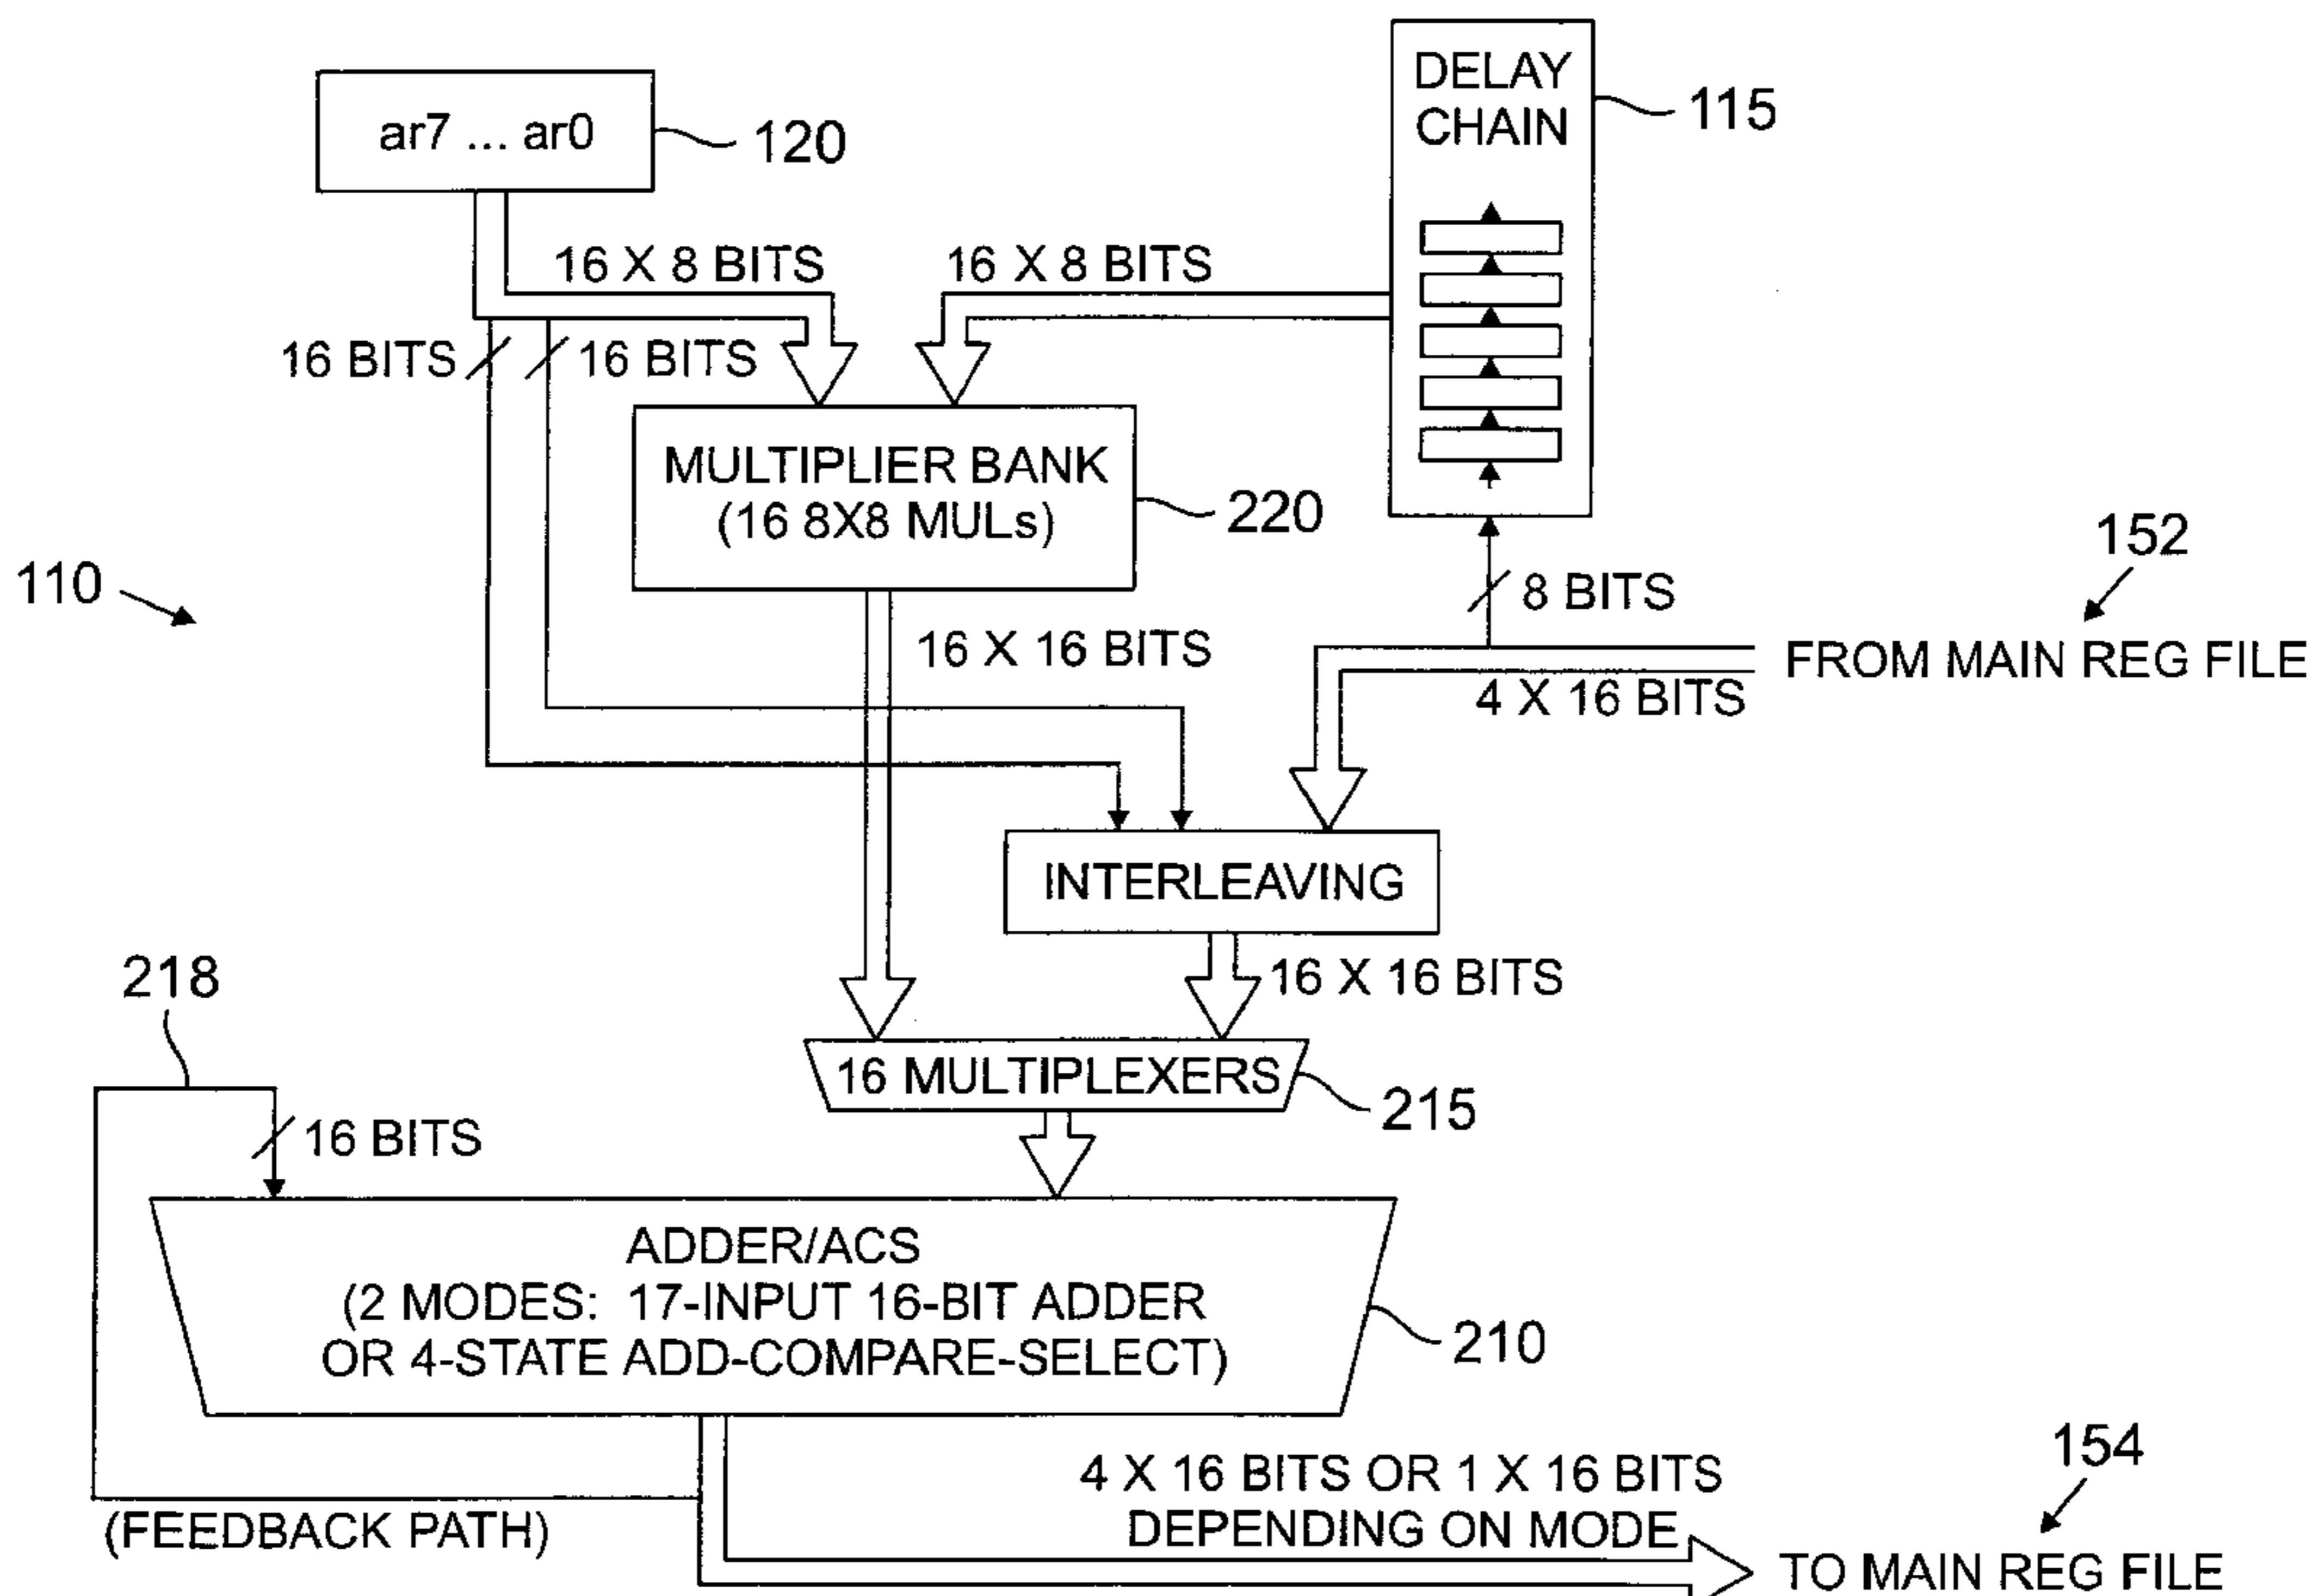 DELAY
CHAIN
115
ar7 ... ar0
120
16 X 8 BITS
16 X 8 BITS
16 BITS
16 BITS
MULTIPLIER BANK
(16 8X8 MULs)
220
152
110
8 BITS
FROM MAIN REG FILE
16 X 16 BITS
4 X 16 BITS
INTERLEAVING
218
16 X 16 BITS
16 MULTIPLEXERS
215
16 BITS
ADDER/ACS
(2 MODES: 17-INPUT 16-BIT ADDER
OR 4-STATE ADD-COMPARE-SELECT)
210
154
4 X 16 BITS OR 1 X 16 BITS
DEPENDING ON MODE
(FEEDBACK PATH)
TO MAIN REG FILE